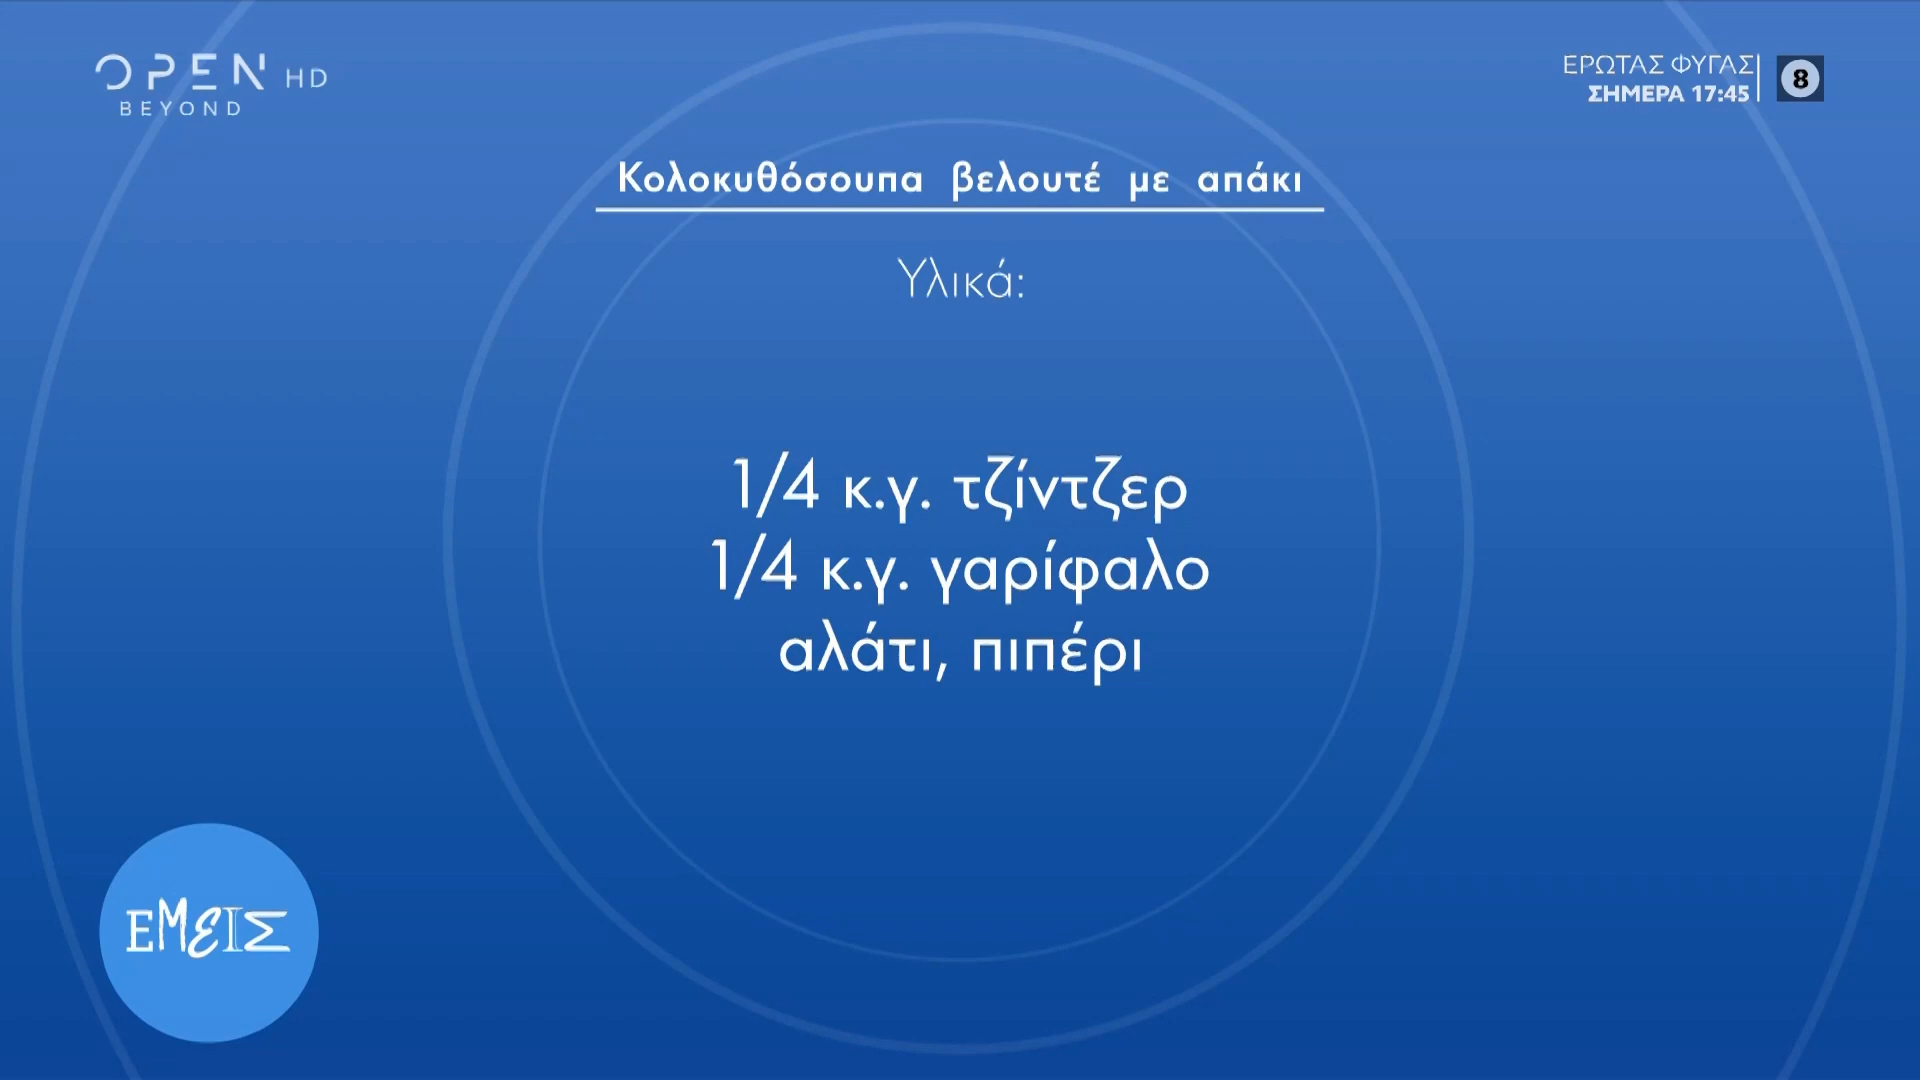 OPEN HD
BEYOND
ΕΡΩΤΑΣ ΦΥΓΑΣ
ΣΗΜΕΡΑ 17:45
8
Κολοκυθόσουπα βελουτέ με απάκι
Υλικά:
1/4 κ.γ. τζίντζερ
1/4 κ.γ. γαρίφαλο
αλάτι, πιπέρι
ΕΜΕΙΣ